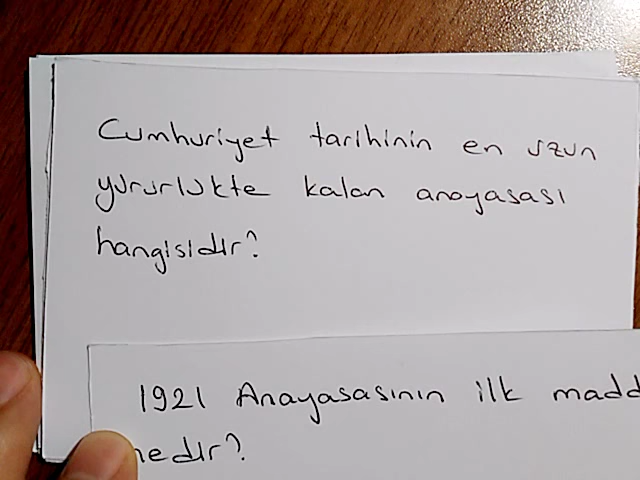 Cumhuriyet tarihinin en uzun
yururlukte kalan anayasası
hangisidir?
1921 Anayasasının ilk madd
nedir?